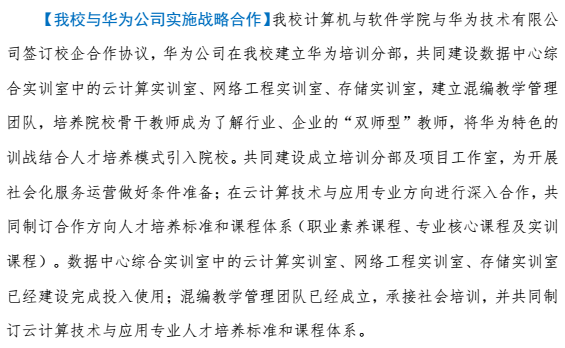 【我校与华为公司实施战略合作】我校计算机与软件学院与华为技术有限公
司签订校企合作协议，华为公司在我校建立华为培训分部，共同建设数据中心综
合实训室中的云计算实训室、网络工程实训室、存储实训室，建立混编教学管理
团队，培养院校骨干教师成为了解行业、企业的“双师型”教师，将华为特色的
训战结合人才培养模式引入院校。共同建设成立培训分部及项目工作室，为开展
社会化服务运营做好条件准备；在云计算技术与应用专业方向进行深入合作，共
同制订合作方向人才培养标准和课程体系（职业素养课程、专业核心课程及实训
课程）。数据中心综合实训室中的云计算实训室、网络工程实训室、存储实训室
已经建设完成投入使用；混编教学管理团队已经成立，承接社会培训，并共同制
订云计算技术与应用专业人才培养标准和课程体系。